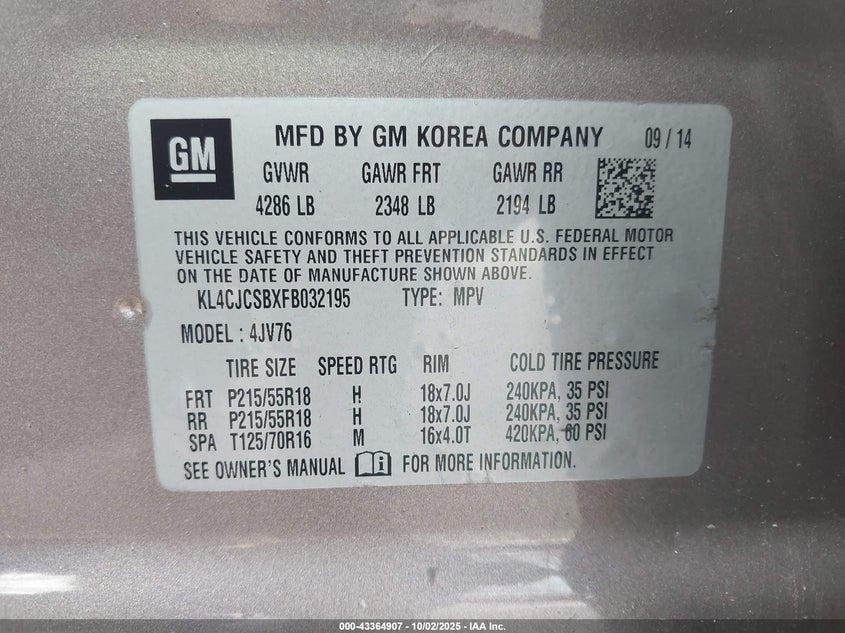 GM
MFD BY GM KOREA COMPANY 09 / 14
GVWR GAWR FRT GAWR RR
4286 LB 2348 LB 2194 LB
THIS VEHICLE CONFORMS TO ALL APPLICABLE U.S. FEDERAL MOTOR
VEHICLE SAFETY AND THEFT PREVENTION STANDARDS IN EFFECT
ON THE DATE OF MANUFACTURE SHOWN ABOVE.
KL4CJCSBXFB032195 TYPE: MPV
MODEL : 4JV76
TIRE SIZE SPEED RTG RIM COLD TIRE PRESSURE
FRT P215/55R18 H 18x7.0J 240KPA, 35 PSI
RR P215/55R18 H 18x7.0J 240KPA, 35 PSI
SPA T125/70R16 M 16x4.0T 420KPA, 60 PSI
SEE OWNER'S MANUAL i FOR MORE INFORMATION.
000-43364907 - 10/02/2025 - IAA Inc.